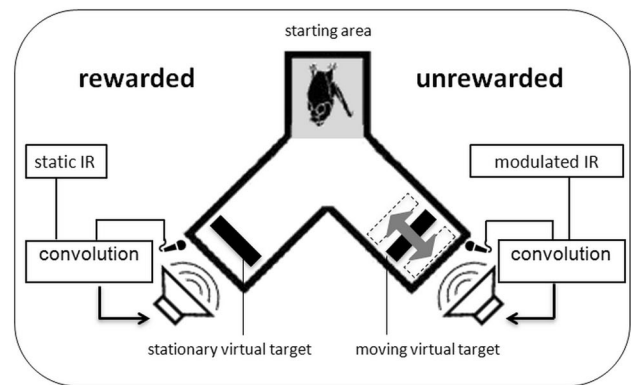 starting area
rewarded
unrewarded
static IR
modulated IR
convolution
convolution
stationary virtual target
moving virtual target